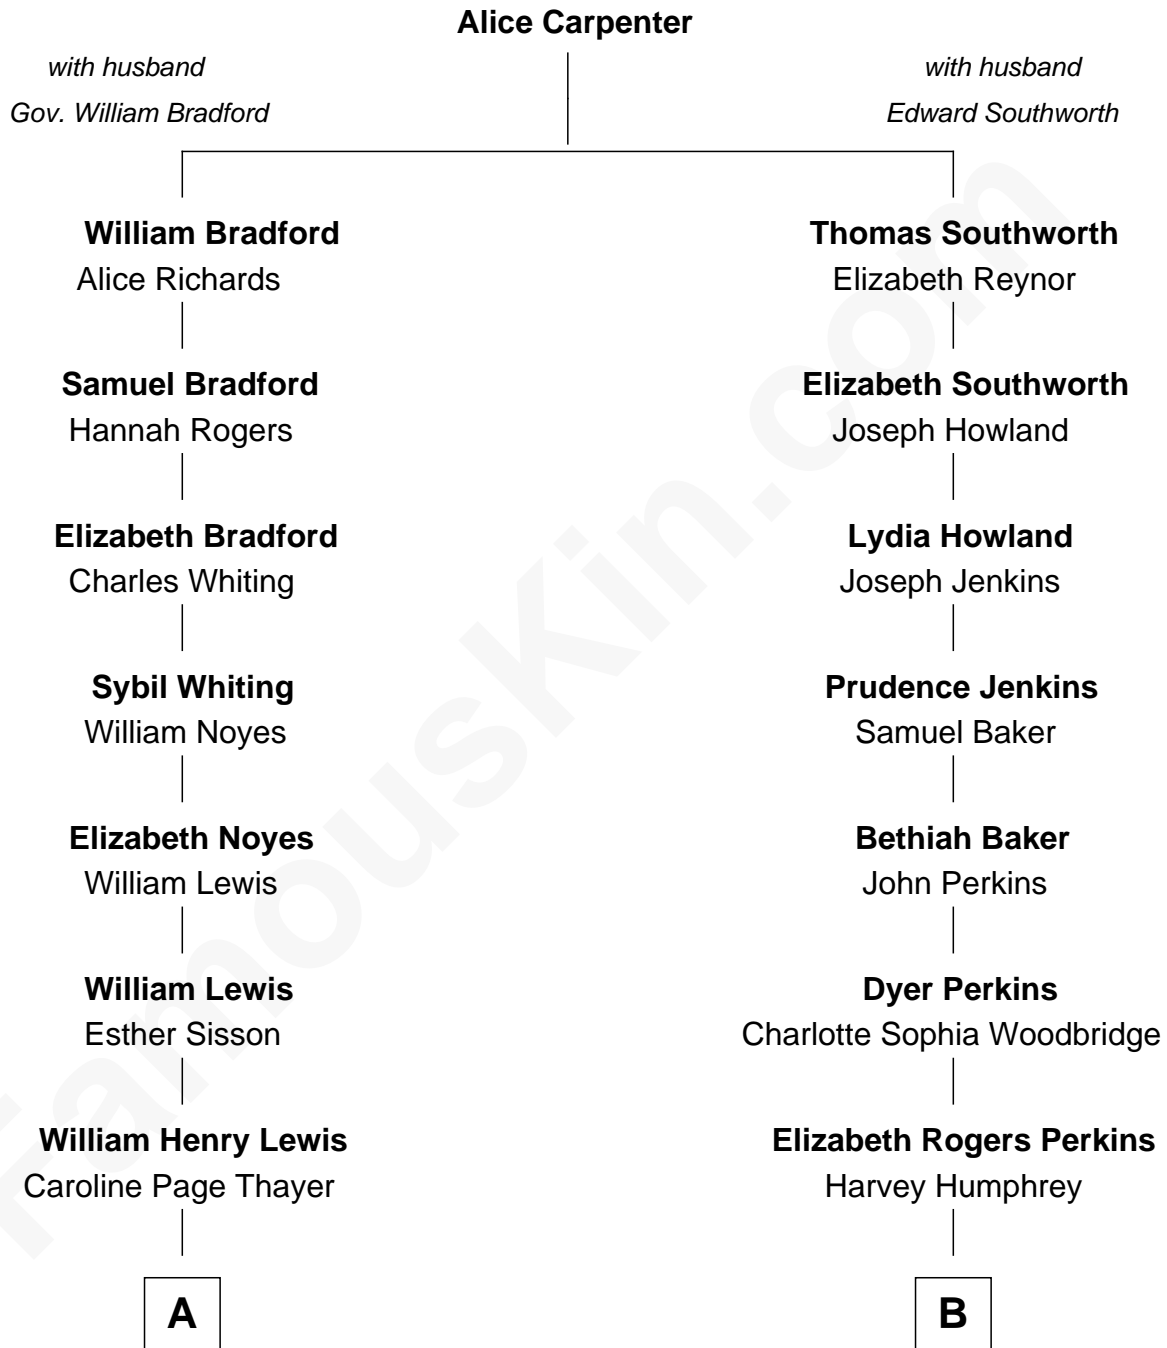 Alice Carpenter
with husband
Gov. William Bradford
with husband
Edward Southworth
William Bradford
Alice Richards
Thomas Southworth
Elizabeth Reynor
Samuel Bradford
Hannah Rogers
Elizabeth Southworth
Joseph Howland
Elizabeth Bradford
Charles Whiting
Lydia Howland
Joseph Jenkins
Sybil Whiting
William Noyes
Prudence Jenkins
Samuel Baker
Elizabeth Noyes
William Lewis
Bethiah Baker
John Perkins
William Lewis
Esther Sisson
Dyer Perkins
Charlotte Sophia Woodbridge
William Henry Lewis
Caroline Page Thayer
Elizabeth Rogers Perkins
Harvey Humphrey
A
B
FamousKin.com